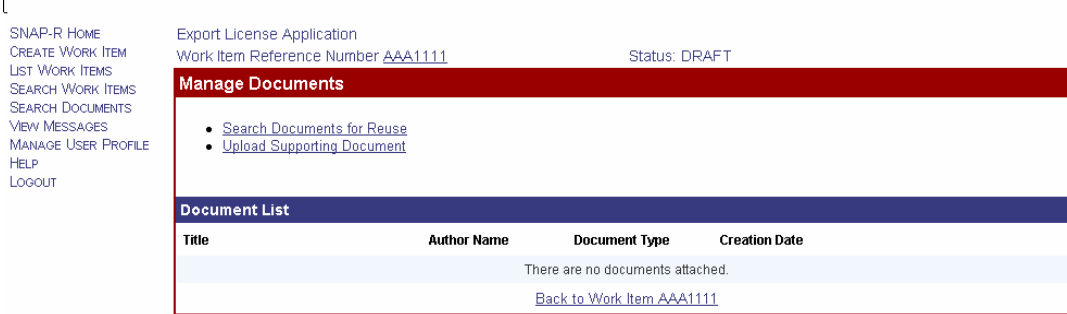 SNAP-R HOME
CREATE WORK ITEM
LIST WORK ITEMS
SEARCH WORK ITEMS
SEARCH DOCUMENTS
VIEW MESSAGES
MANAGE USER PROFILE
HELP
LOGOUT
Export License Application
Work Item Reference Number AAA1111 Status: DRAFT
Manage Documents
• Search Documents for Reuse
• Upload Supporting Document
Document List
Title Author Name Document Type Creation Date
There are no documents attached.
Back to Work Item AAA1111